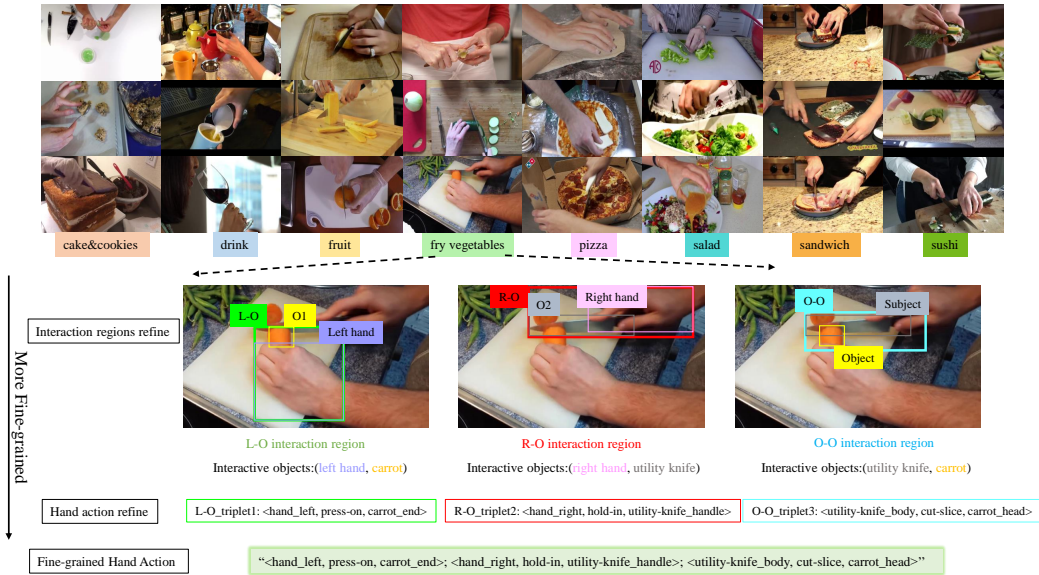 cake&cookies drink fruit fry vegetables pizza salad sandwich sushi
More Fine-grained
Interaction regions refine
L-O O1 Left hand
R-O O2 Right hand
O-O Subject Object
L-O interaction region R-O interaction region O-O interaction region
Interactive objects:(left hand, carrot) Interactive objects:(right hand, utility knife) Interactive objects:(utility knife, carrot)
Hand action refine
L-O_triplet1: <hand_left, press-on, carrot_end> R-O_triplet2: <hand_right, hold-in, utility-knife_handle> O-O_triplet3: <utility-knife_body, cut-slice, carrot_head>
Fine-grained Hand Action
“<hand_left, press-on, carrot_end>; <hand_right, hold-in, utility-knife_handle>; <utility-knife_body, cut-slice, carrot_head>”